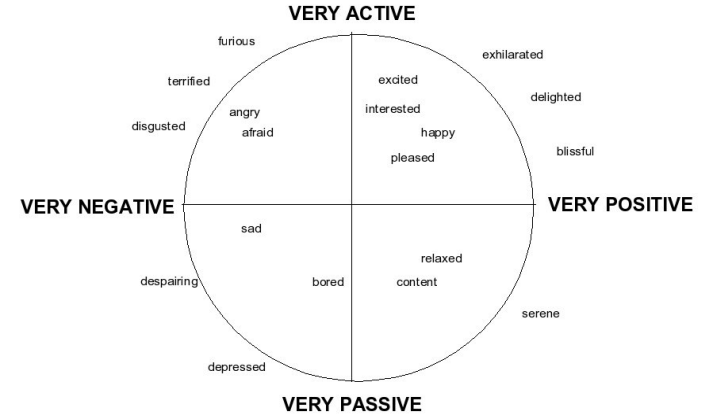 VERY ACTIVE
furious
exhilarated
excited
terrified
delighted
interested
angry
disgusted
afraid
happy
blissful
pleased
VERY NEGATIVE
VERY POSITIVE
sad
relaxed
despairing
bored
content
serene
depressed
VERY PASSIVE